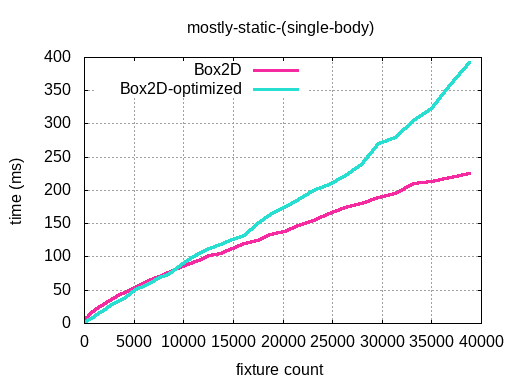 mostly-static-(single-body)
Box2D
Box2D-optimized
400
350
300
250
200
150
100
50
0
time (ms)
0 5000 10000 15000 20000 25000 30000 35000 40000
fixture count